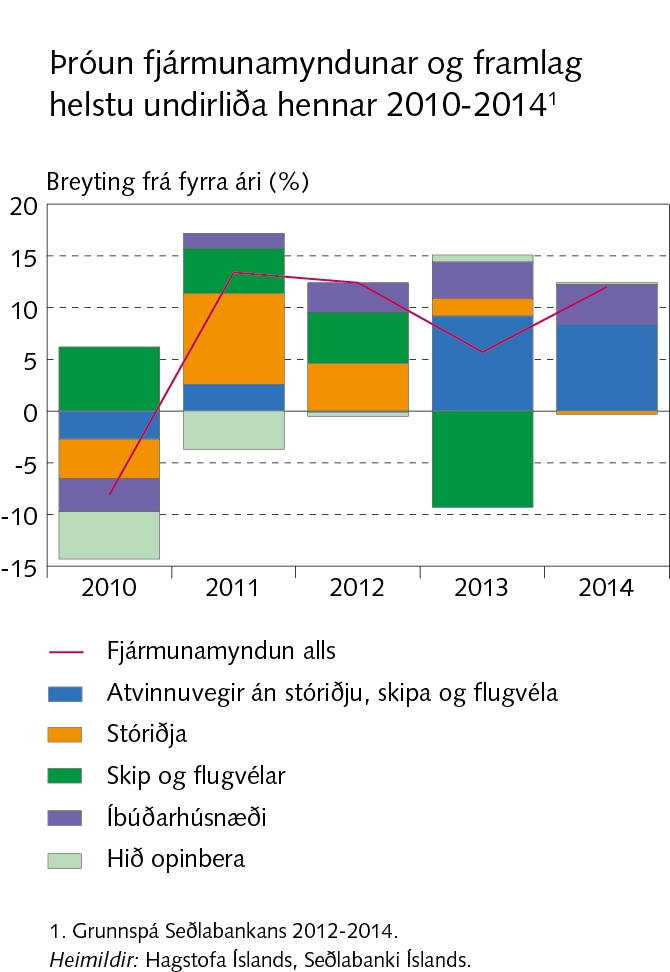 Þróun fjármunamyndunar og framlag
helstu undirliða hennar 2010-2014¹
Breyting frá fyrra ári (%)
20
15
10
5
0
-5
-10
-15
2010 2011 2012 2013 2014
Fjármunamyndun alls
Atvinnuvegir án stóriðju, skipa og flugvéla
Stóriðja
Skip og flugvélar
Íbúðarhúsnæði
Hið opinbera
1. Grunnspá Seðlabankans 2012-2014.
Heimildir: Hagstofa Íslands, Seðlabanki Íslands.